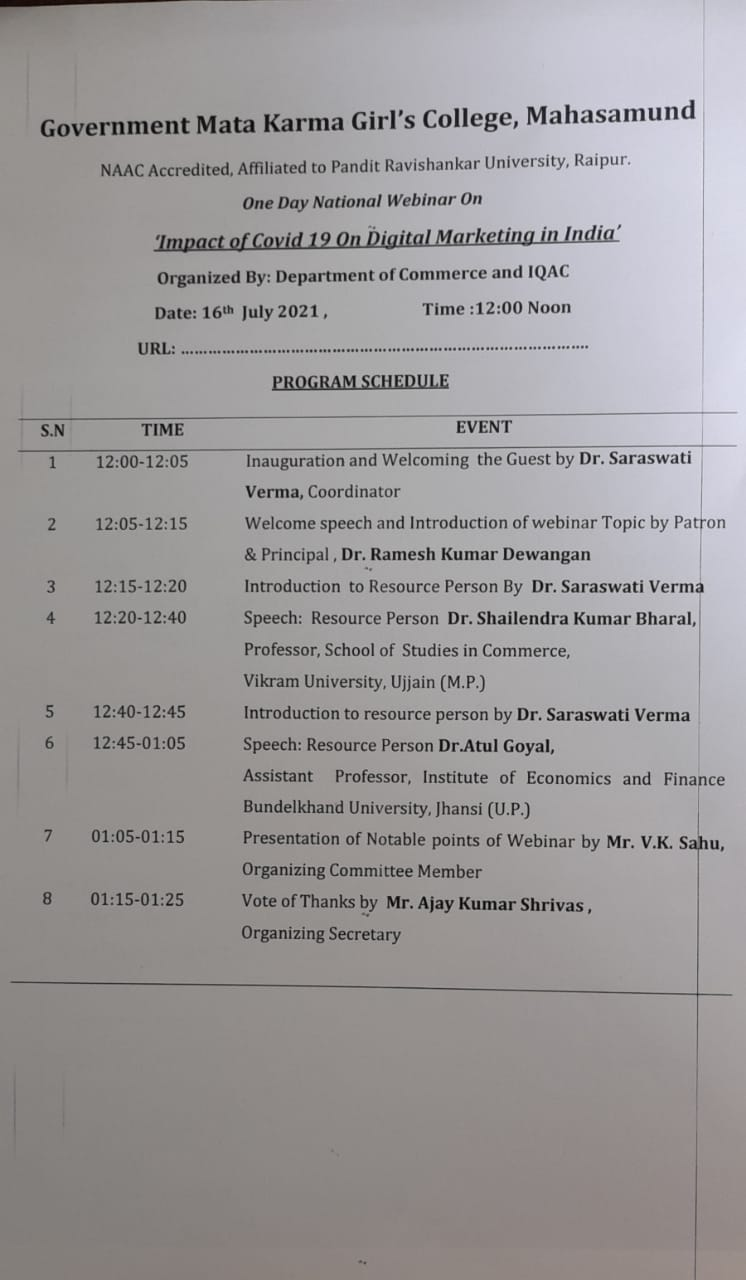 Government Mata Karma Girl's College, Mahasamund
NAAC Accredited, Affiliated to Pandit Ravishankar University, Raipur.
One Day National Webinar On
'Impact of Covid 19 On Digital Marketing in India'
Organized By: Department of Commerce and IQAC
Date: 16th July 2021 , Time :12:00 Noon
URL: ........................................................................................
PROGRAM SCHEDULE
S.N TIME EVENT
1 12:00-12:05 Inauguration and Welcoming the Guest by Dr. Saraswati
Verma, Coordinator
2 12:05-12:15 Welcome speech and Introduction of webinar Topic by Patron
& Principal , Dr. Ramesh Kumar Dewangan
3 12:15-12:20 Introduction to Resource Person By Dr. Saraswati Verma
4 12:20-12:40 Speech: Resource Person Dr. Shailendra Kumar Bharal,
Professor, School of Studies in Commerce,
Vikram University, Ujjain (M.P.)
5 12:40-12:45 Introduction to resource person by Dr. Saraswati Verma
6 12:45-01:05 Speech: Resource Person Dr.Atul Goyal,
Assistant Professor, Institute of Economics and Finance
Bundelkhand University, Jhansi (U.P.)
7 01:05-01:15 Presentation of Notable points of Webinar by Mr. V.K. Sahu,
Organizing Committee Member
8 01:15-01:25 Vote of Thanks by Mr. Ajay Kumar Shrivas ,
Organizing Secretary